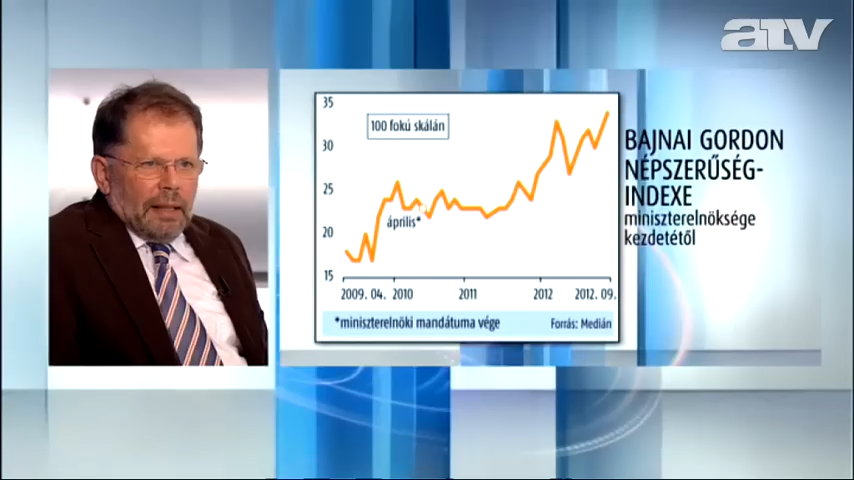 atv
35
100 fokú skálán
30
25
20
április*
15
2009. 04. 2010 2011 2012 2012. 09.
*miniszterelnöki mandátuma vége Forrás: Medián
BAJNAI GORDON
NÉPSZERŰSÉG-
INDEXE
miniszterelnöksége
kezdetétől